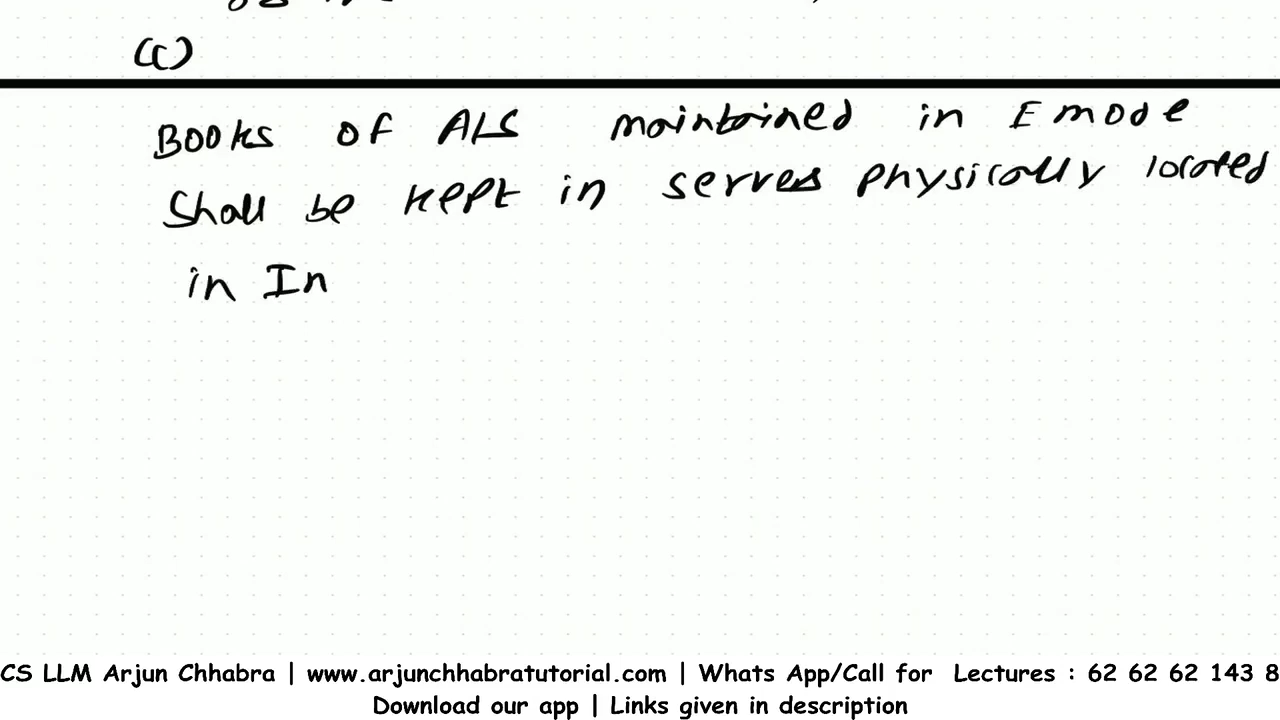 (c)
Books of A/S maintained in E mode
Shall be kept in serves physically located
in In
CS LLM Arjun Chhabra | www.arjunchhabratutorial.com | Whats App/Call for Lectures : 62 62 62 143 8
Download our app | Links given in description